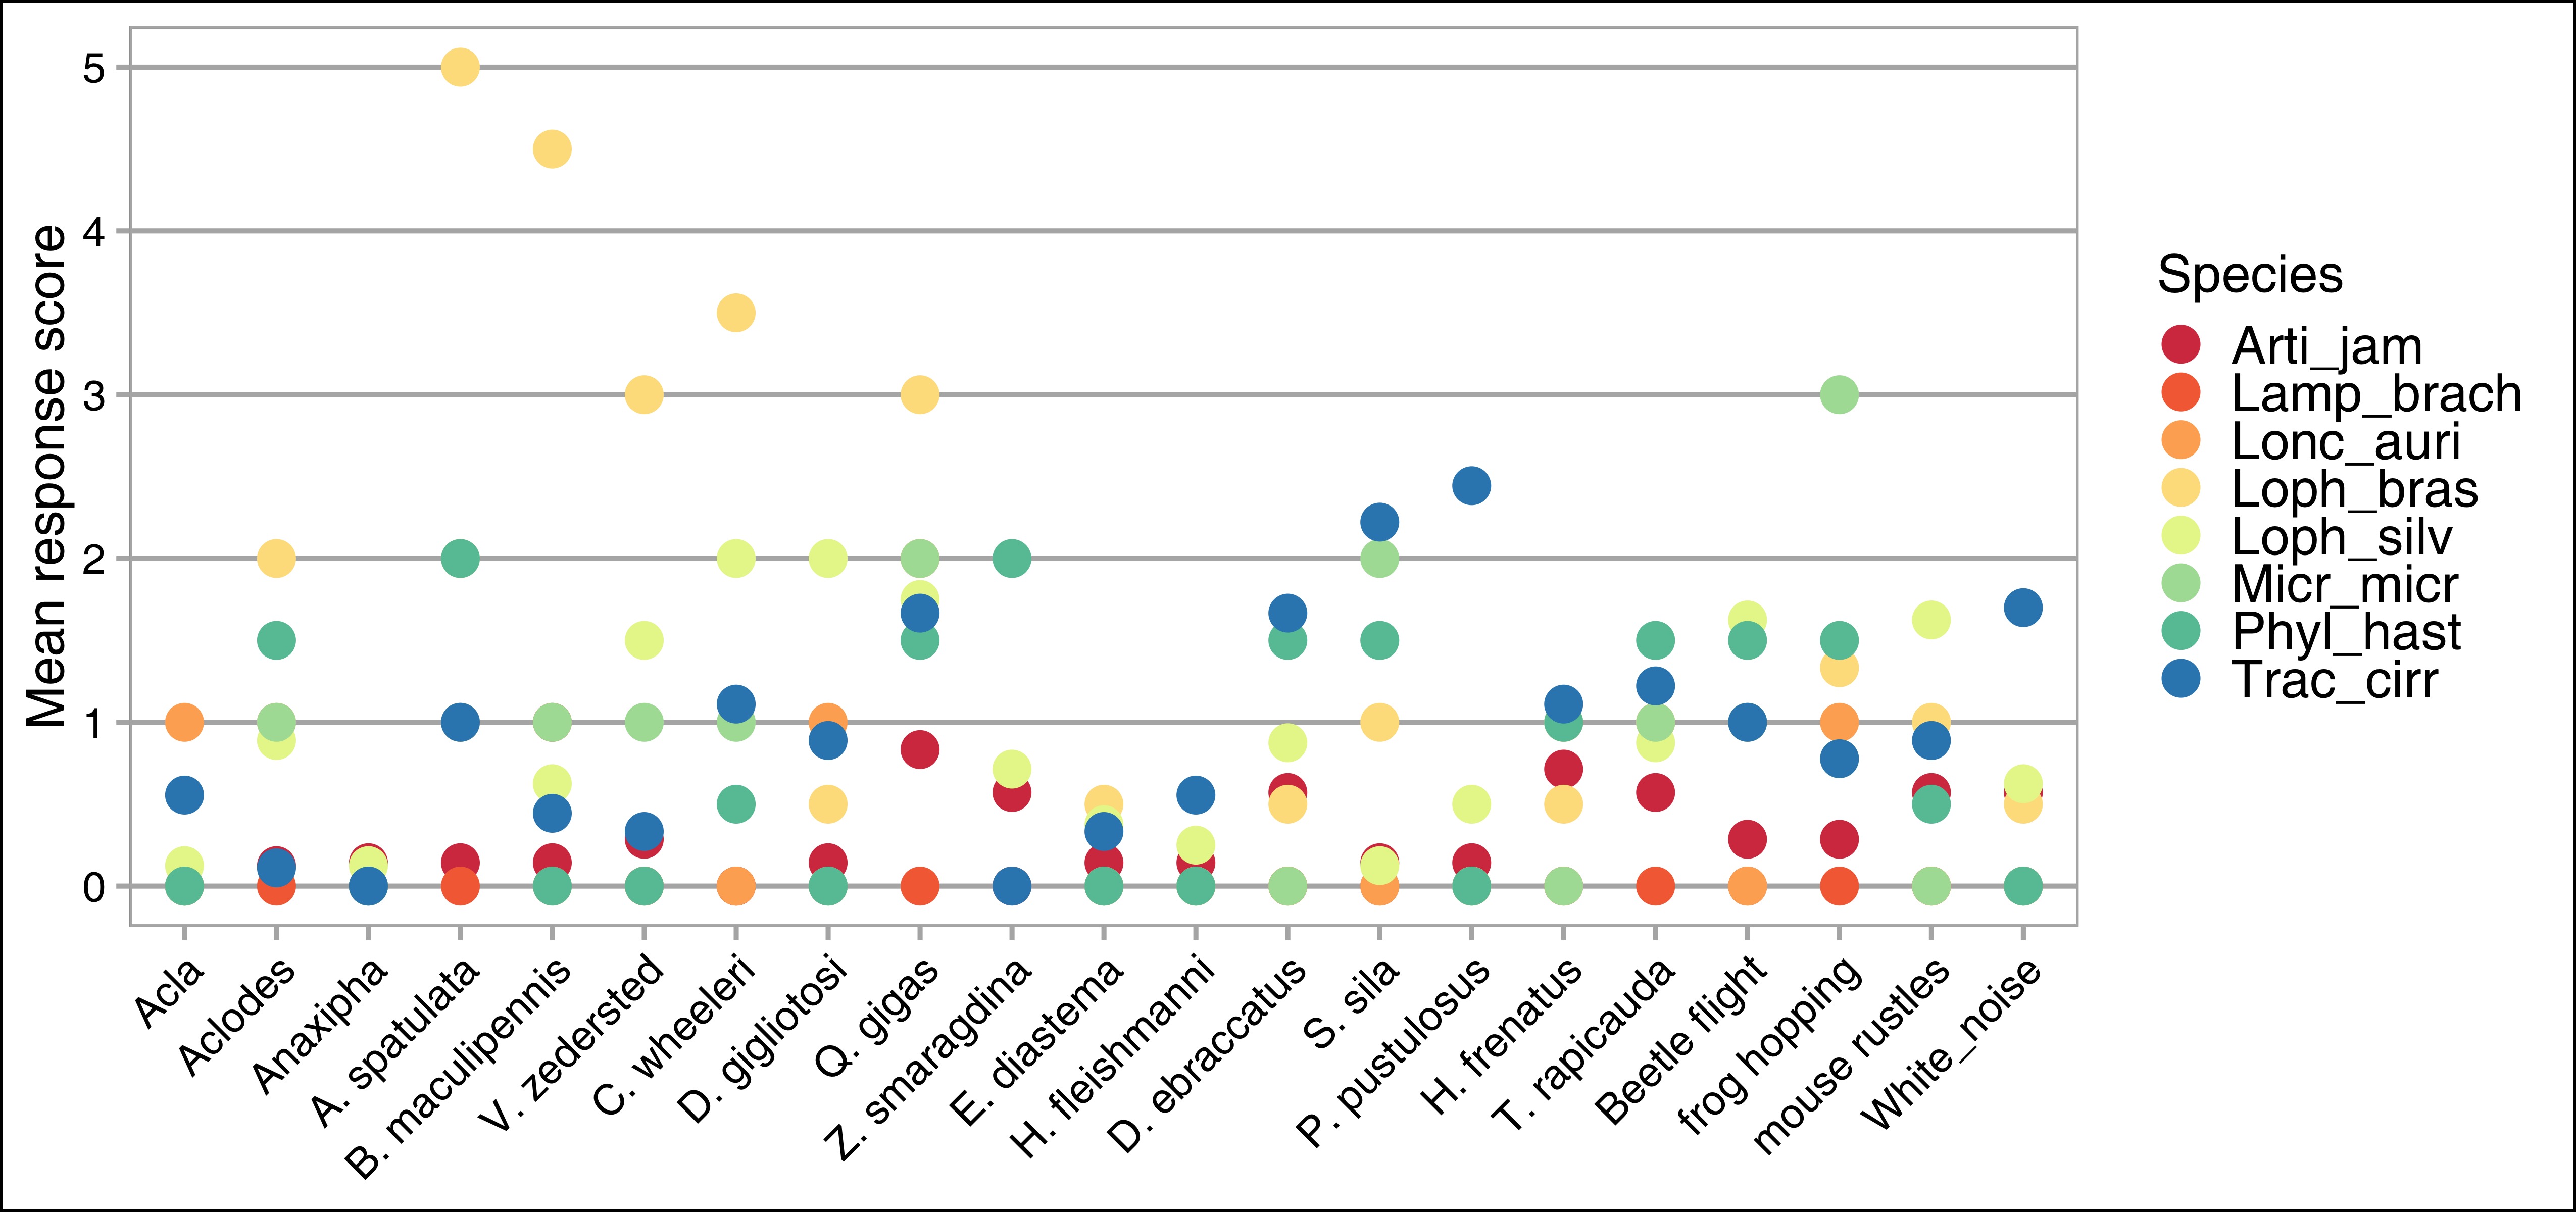 Mean response score
5
4
3
2
1
0
Acla
Aclodes
Anaxipha
A. spatulata
B. maculipennis
V. zedersted
C. wheeleri
D. gigliotosi
Q. gigas
Z. smaragdina
E. diastema
H. fleishmanni
D. ebraccatus
S. sila
P. pustulosus
H. frenatus
T. rapicauda
Beetle flight
frog hopping
mouse rustles
White_noise
Species
Arti_jam
Lamp_brach
Lonc_auri
Loph_bras
Loph_silv
Micr_micr
Phyl_hast
Trac_cirr